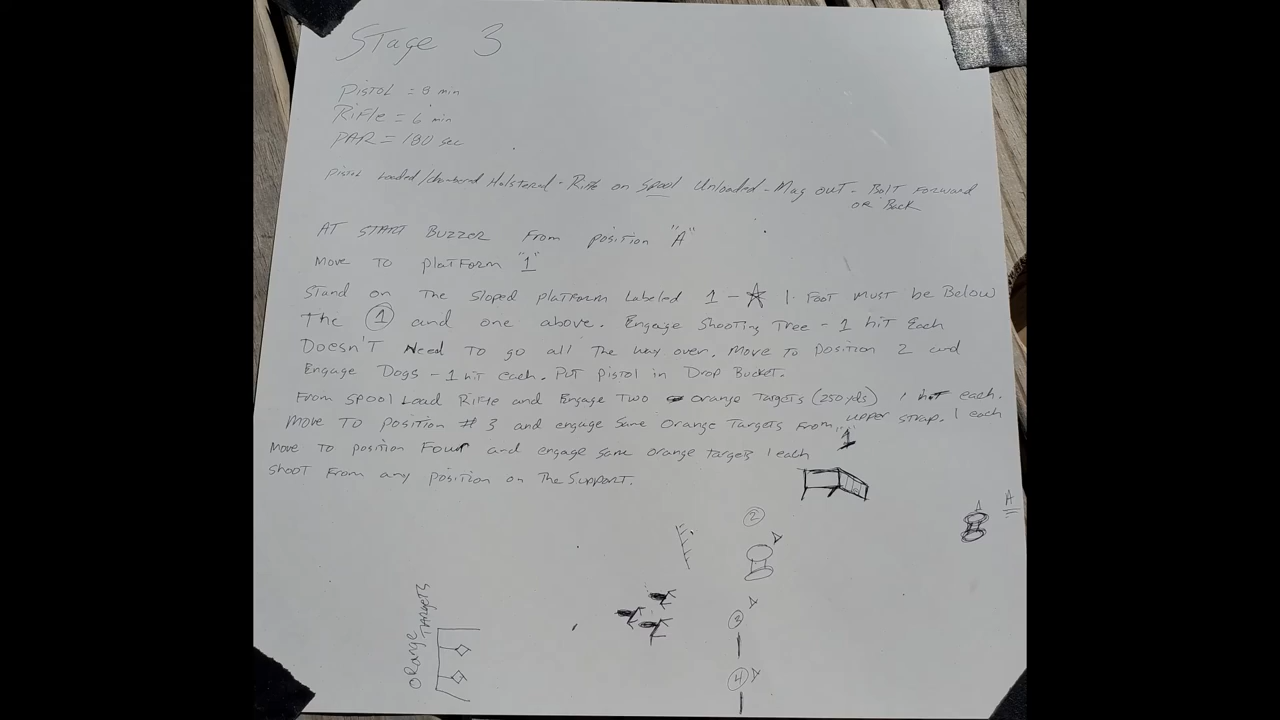 Stage 3
Pistol = 8 min
Rifle = 6 min
PAR = 180 sec
Pistol Loaded/chambered Holstered - Rifle on Spool Unloaded - Mag out - Bolt Forward
OR Back
AT START BUZZER From position "A"
Move to platform "1"
Stand on the sloped platform Labeled 1 - ☆ 1 Foot must be Below
The ① and one above. Engage Shooting Tree - 1 hit Each
Doesn't Need to go all the way over. Move to Position 2 and
Engage Dogs - 1 hit each. Put Pistol in Drop Bucket.
From Spool Load Rifle and Engage Two orange Targets (250 yds) 1 hit each.
Move to Position # 3 and engage same Orange Targets From upper strap. 1 each
Move to position Four and engage same orange targets 1 each
Shoot From any position on the Support.
"1"
A
②
③
④
Orange Targets